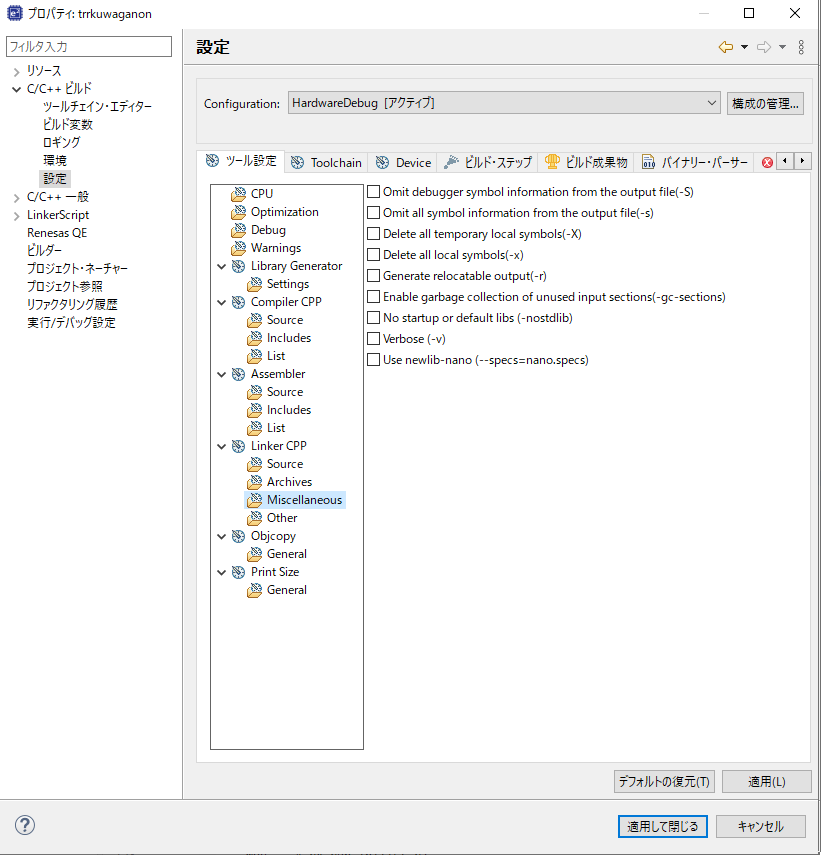 プロパティ: trrkuwaganon
フィルタ入力
リソース
C/C++ ビルド
ツールチェイン・エディター
ビルド変数
ロギング
環境
設定
C/C++ 一般
LinkerScript
Renesas QE
ビルダー
プロジェクト・ネーチャー
プロジェクト参照
リファクタリング履歴
実行/デバッグ設定
設定
Configuration: HardwareDebug [アクティブ] 構成の管理...
ツール設定 Toolchain Device ビルド・ステップ ビルド成果物 バイナリー・パーサー
CPU
Optimization
Debug
Warnings
Library Generator
Settings
Compiler CPP
Source
Includes
List
Assembler
Source
Includes
List
Linker CPP
Source
Archives
Miscellaneous
Other
Objcopy
General
Print Size
General
Omit debugger symbol information from the output file(-S)
Omit all symbol information from the output file(-s)
Delete all temporary local symbols(-X)
Delete all local symbols(-x)
Generate relocatable output(-r)
Enable garbage collection of unused input sections(-gc-sections)
No startup or default libs (-nostdlib)
Verbose (-v)
Use newlib-nano (--specs=nano.specs)
デフォルトの復元(T) 適用(L)
適用して閉じる キャンセル